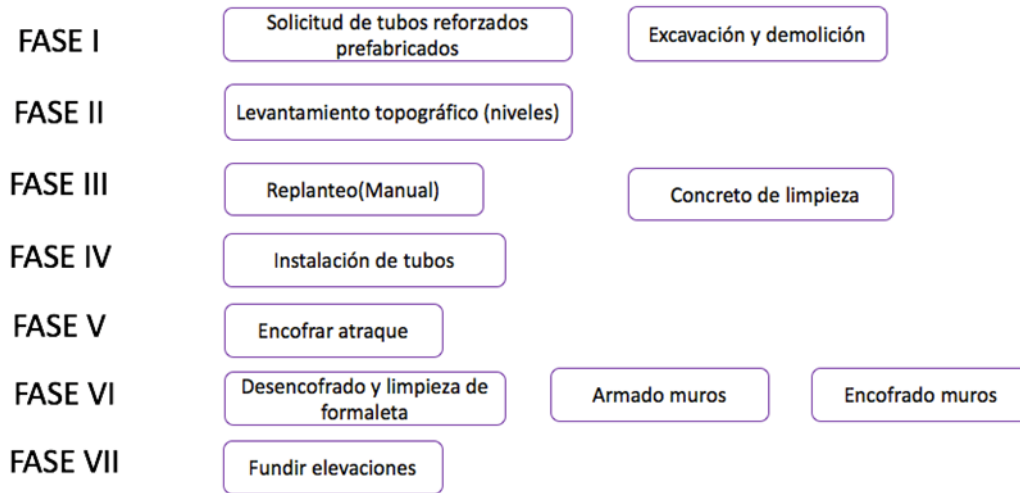 FASE I
Solicitud de tubos reforzados
prefabricados
Excavación y demolición
FASE II
Levantamiento topográfico (niveles)
FASE III
Replanteo(Manual)
Concreto de limpieza
FASE IV
Instalación de tubos
FASE V
Encofrar atraque
FASE VI
Desencofrado y limpieza de
formaleta
Armado muros
Encofrado muros
FASE VII
Fundir elevaciones